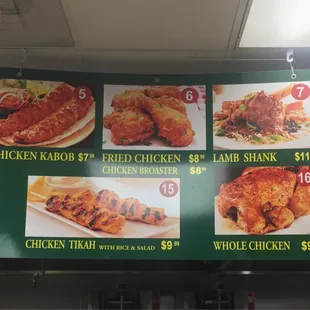 5
6
7
CHICKEN KABOB $7
FRIED CHICKEN $8
CHICKEN BROASTER $8
LAMB SHANK $11
15
16
CHICKEN TIKAH WITH RICE & SALAD $9.99
WHOLE CHICKEN $9